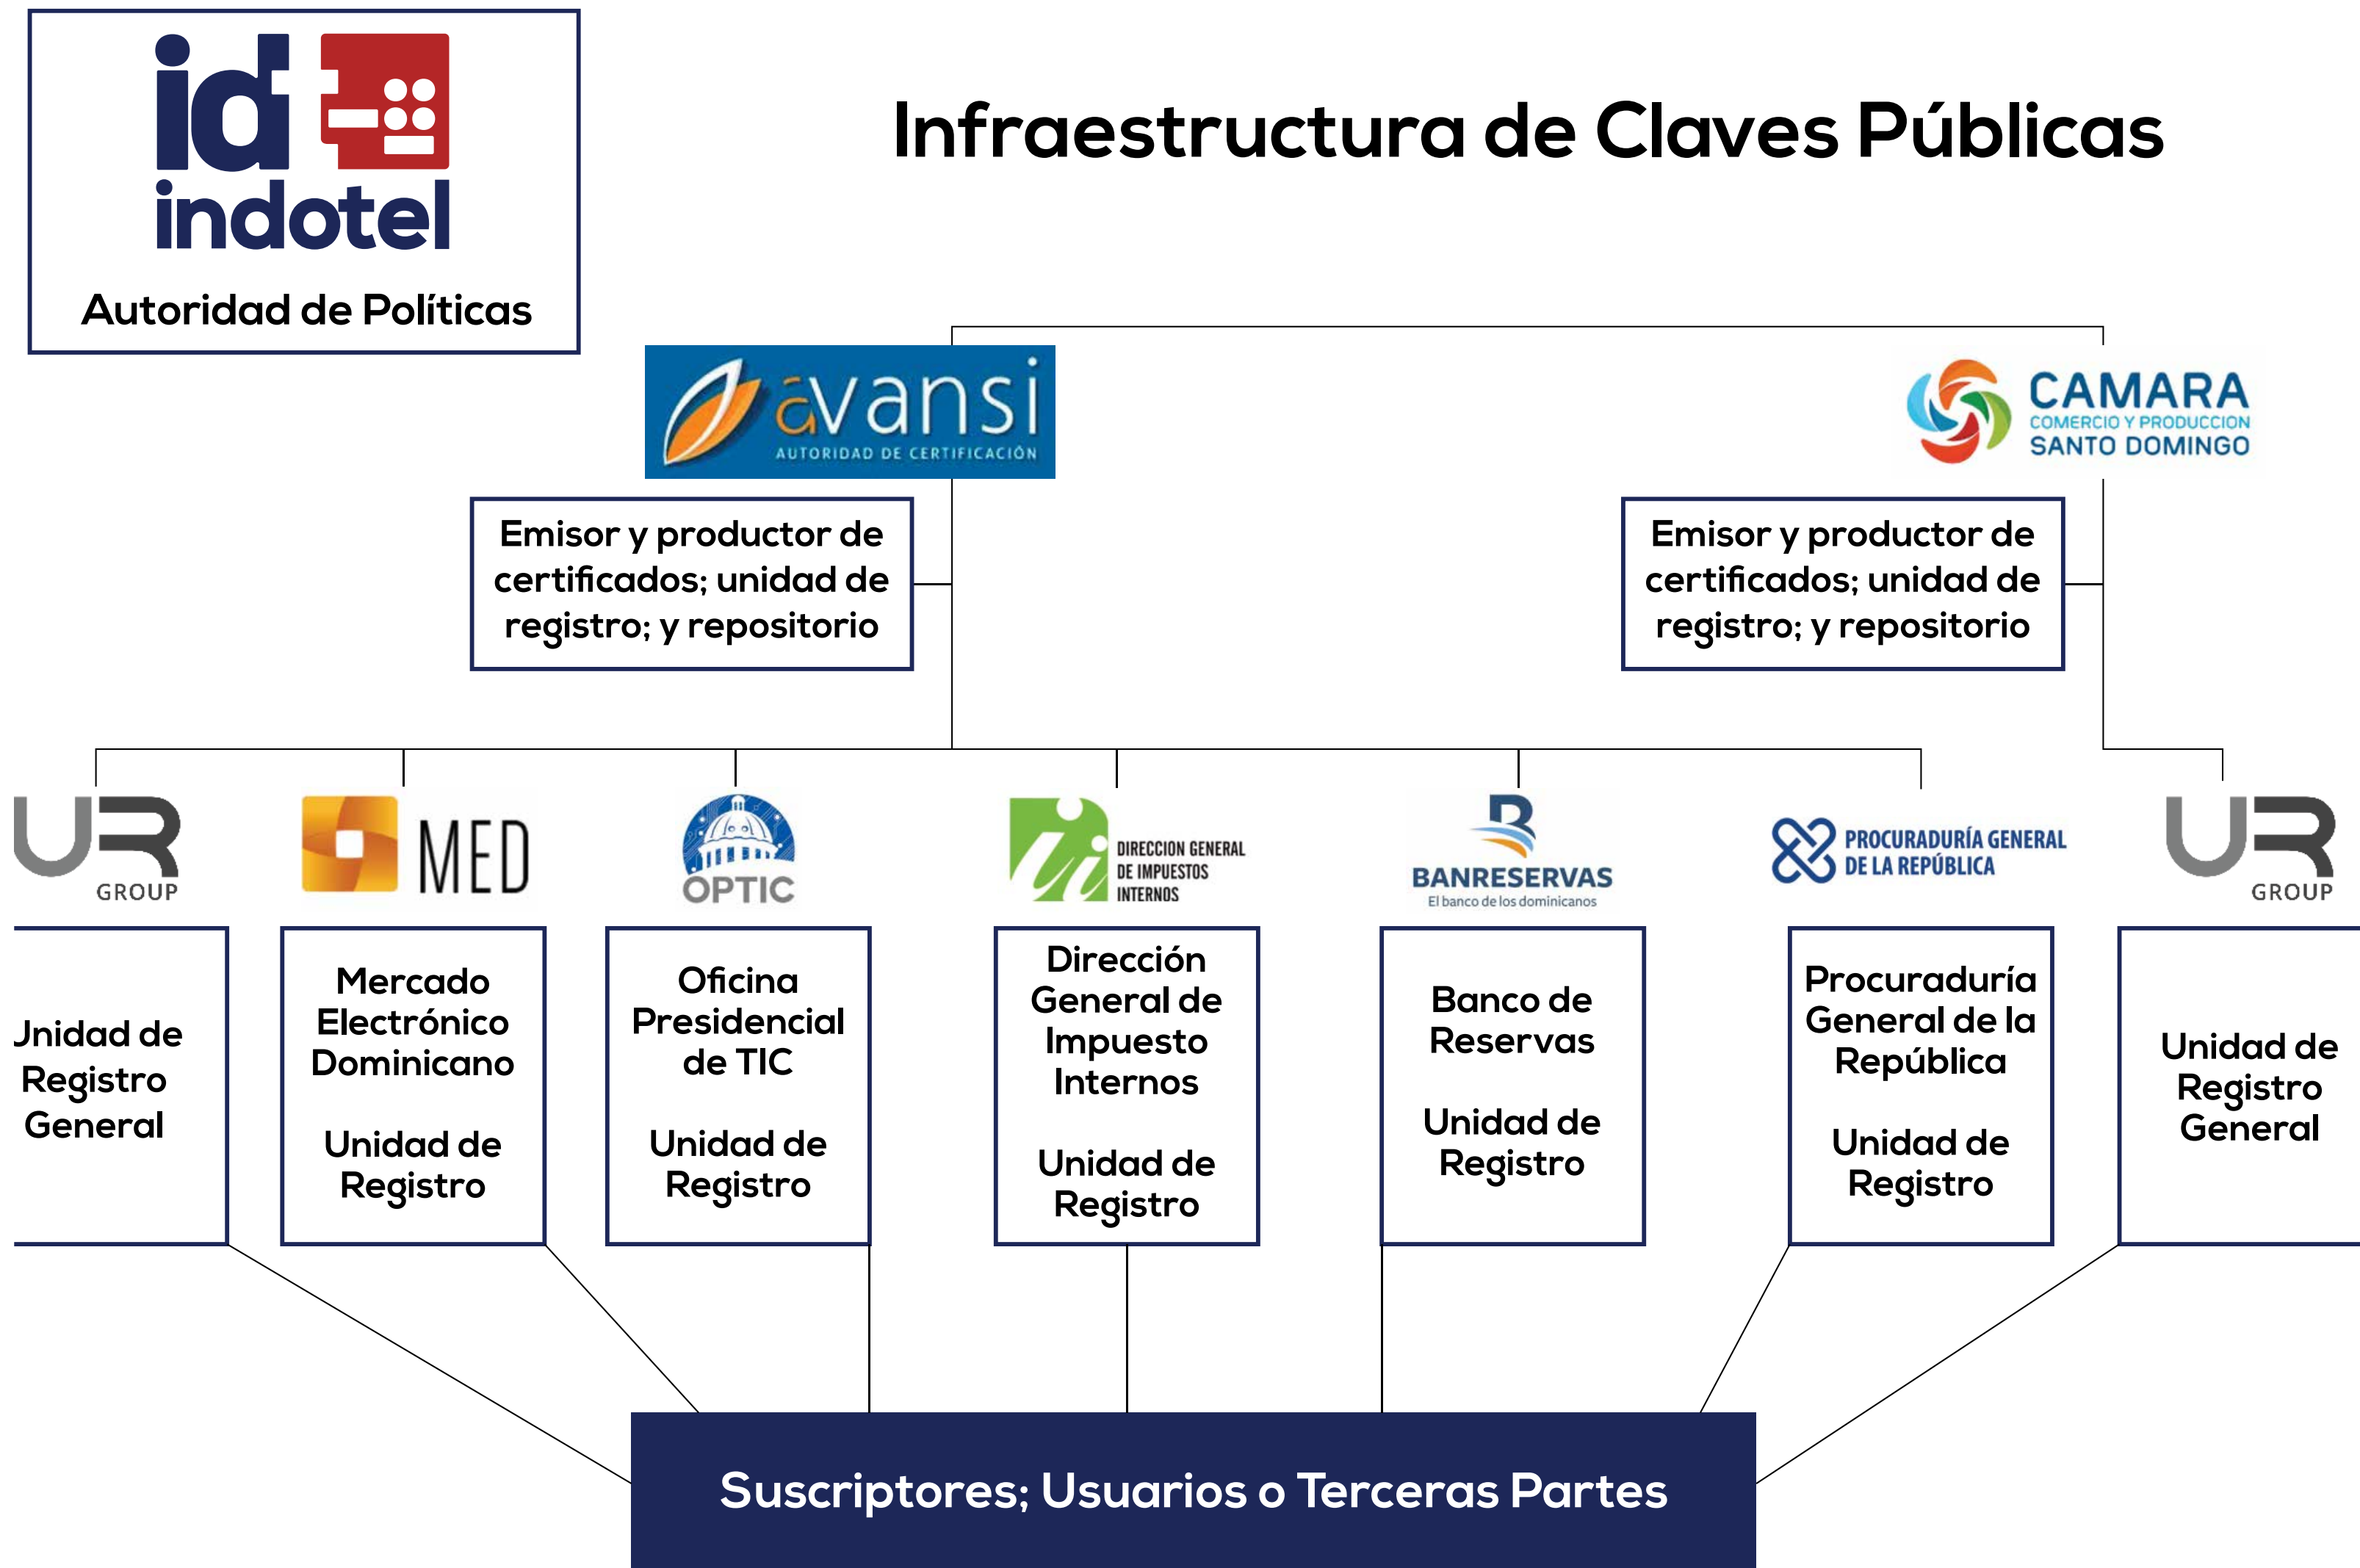 id
indotel
Autoridad de Políticas
Infraestructura de Claves Públicas
avansi
AUTORIDAD DE CERTIFICACIÓN
CAMARA
COMERCIO Y PRODUCCION
SANTO DOMINGO
Emisor y productor de
certificados; unidad de
registro; y repositorio
Emisor y productor de
certificados; unidad de
registro; y repositorio
UR
GROUP
MED
OPTIC
DIRECCION GENERAL
DE IMPUESTOS
INTERNOS
BANRESERVAS
El banco de los dominicanos
PROCURADURÍA GENERAL
DE LA REPÚBLICA
UR
GROUP
Unidad de
Registro
General
Mercado
Electrónico
Dominicano
Unidad de
Registro
Oficina
Presidencial
de TIC
Unidad de
Registro
Dirección
General de
Impuesto
Internos
Unidad de
Registro
Banco de
Reservas
Unidad de
Registro
Procuraduría
General de la
República
Unidad de
Registro
Unidad de
Registro
General
Suscriptores; Usuarios o Terceras Partes